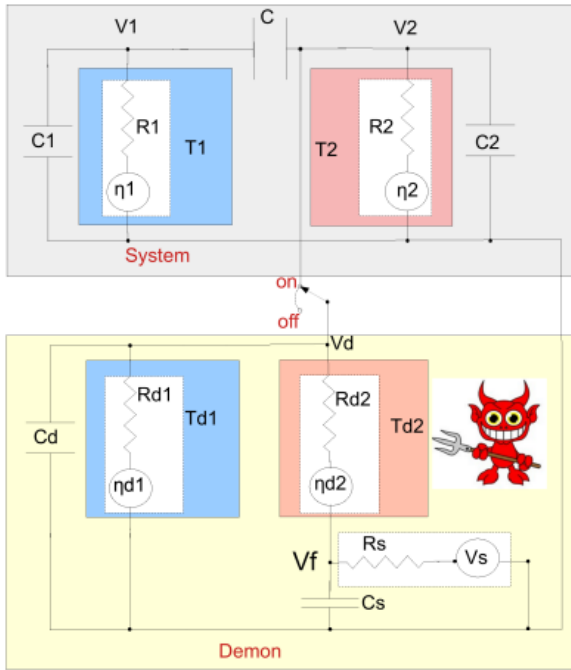 C
V1
V2
C1
R1
T1
η1
T2
R2
C2
η2
System
on
off
Vd
Cd
Rd1
Td1
ηd1
Rd2
Td2
ηd2
Vf
Rs
Vs
Cs
Demon